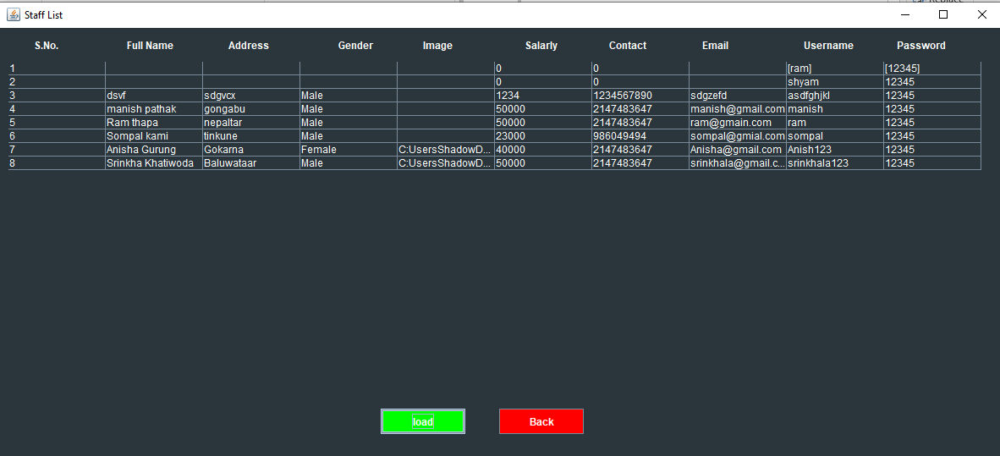 Staff List
S.No. Full Name Address Gender Image Salarly Contact Email Username Password
1 0 0 [ram] [12345]
2 0 0 shyam 12345
3 dsvf sdgvcx Male 1234 1234567890 sdgzefd asdfghjkl 12345
4 manish pathak gongabu Male 50000 2147483647 manish@gmail.com manish 12345
5 Ram thapa nepaltar Male 50000 2147483647 ram@gmain.com ram 12345
6 Sompal kami tinkune Male 23000 986049494 sompal@gmial.com sompal 12345
7 Anisha Gurung Gokarna Female C:UsersShadowD... 40000 2147483647 Anisha@gmail.com Anish123 12345
8 Srinkha Khatiwoda Baluwataar Male C:UsersShadowD... 50000 2147483647 srinkhala@gmail.c... srinkhala123 12345
load Back